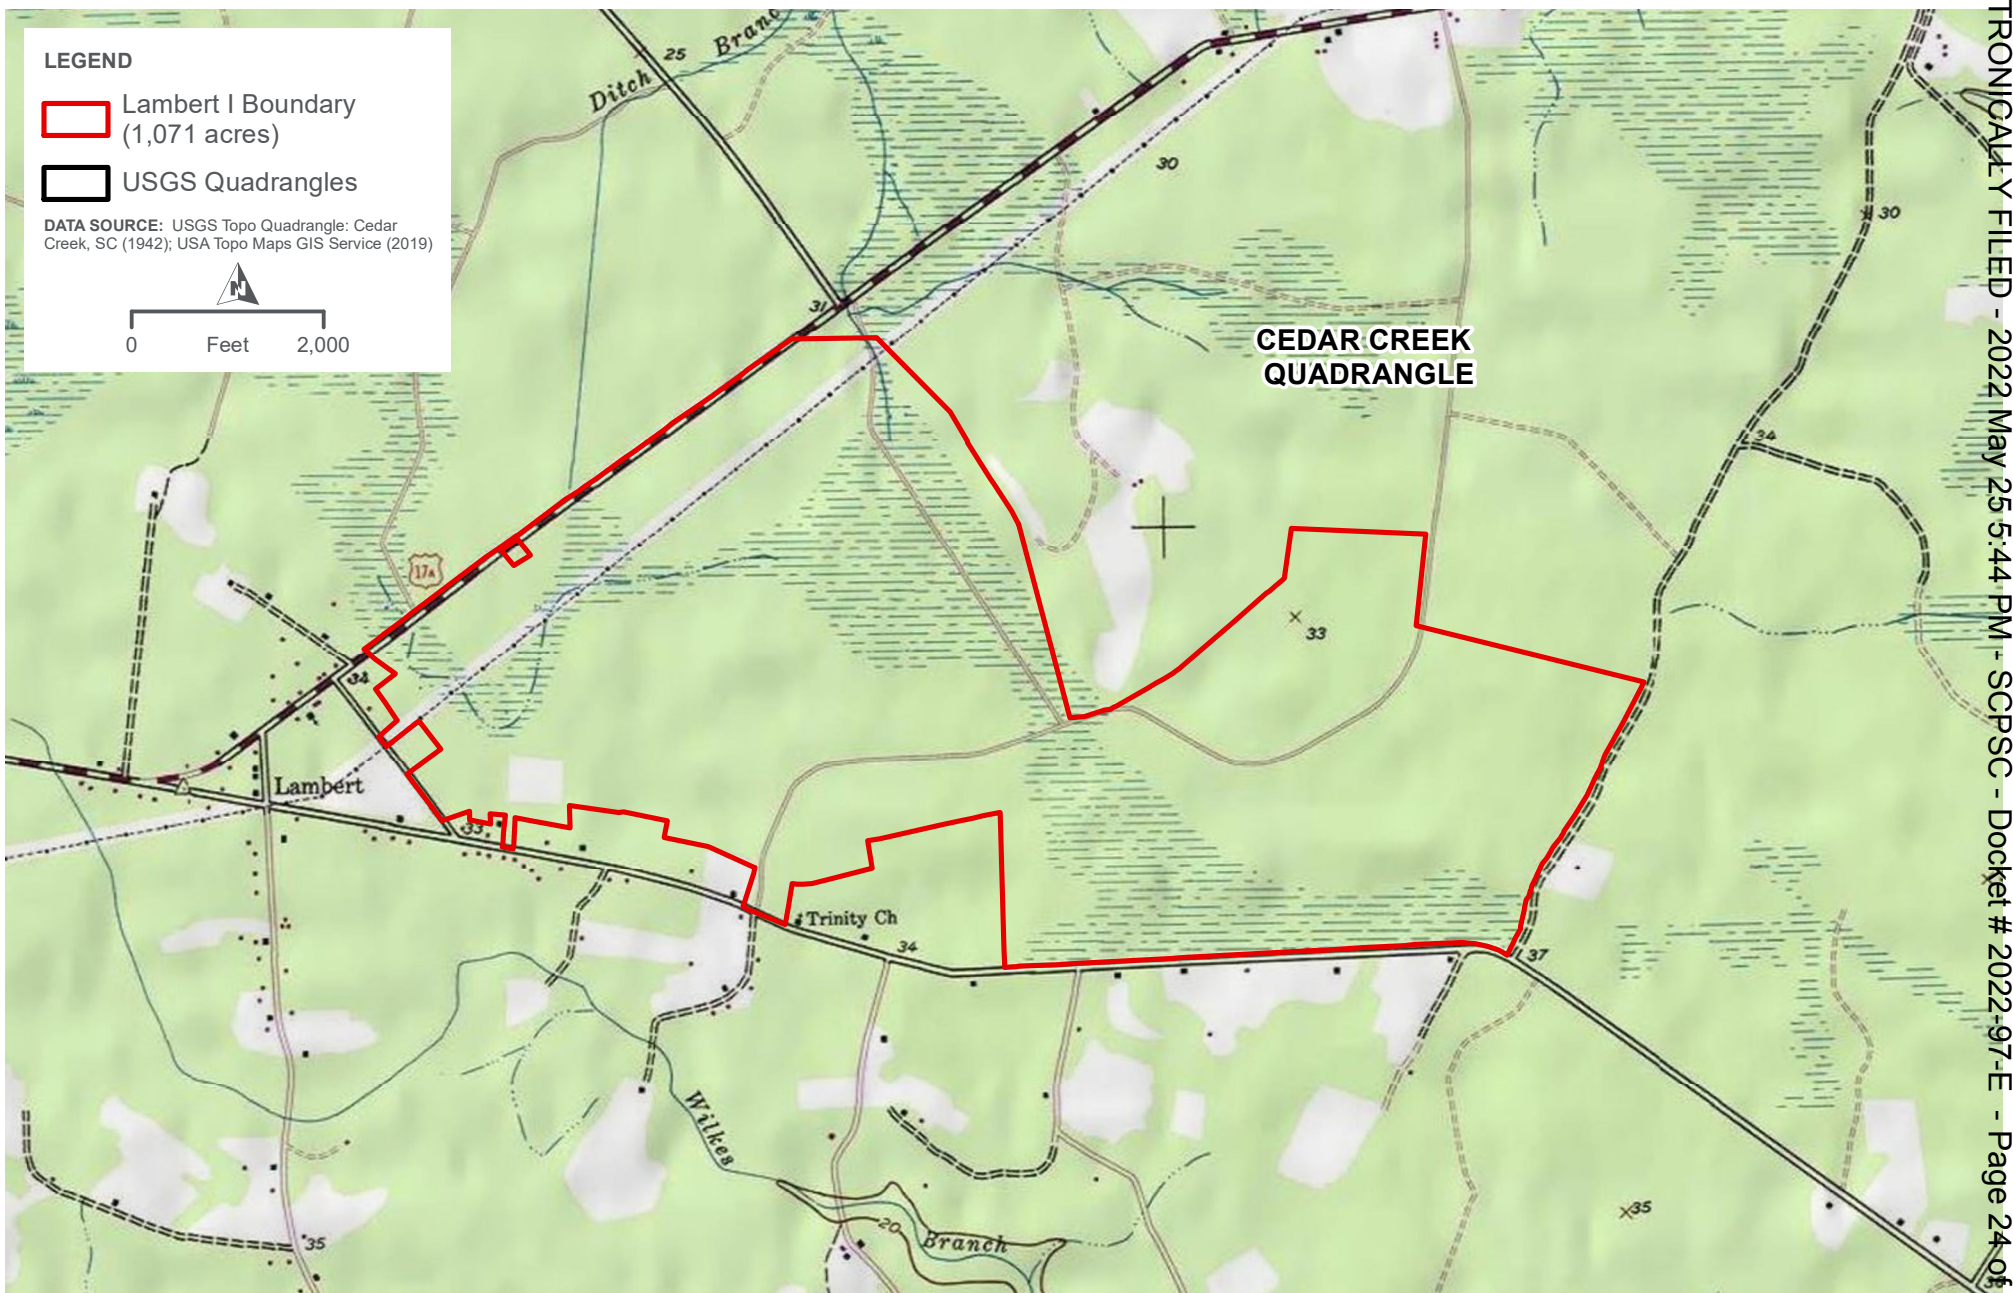 LEGEND
Lambert I Boundary
(1,071 acres)
USGS Quadrangles
DATA SOURCE: USGS Topo Quadrangle: Cedar
Creek, SC (1942); USA Topo Maps GIS Service (2019)
N
0 Feet 2,000
Ditch Branc
25
30
30
31
CEDAR CREEK
QUADRANGLE
34
17A
33
34
Lambert
33
Trinity Ch
34
37
Wilkes
Branch
20
35
35
TRONICALLY FILED - 2022 May 25 5:44 PM - SCPSC - Docket # 2022-97-E - Page 24 of